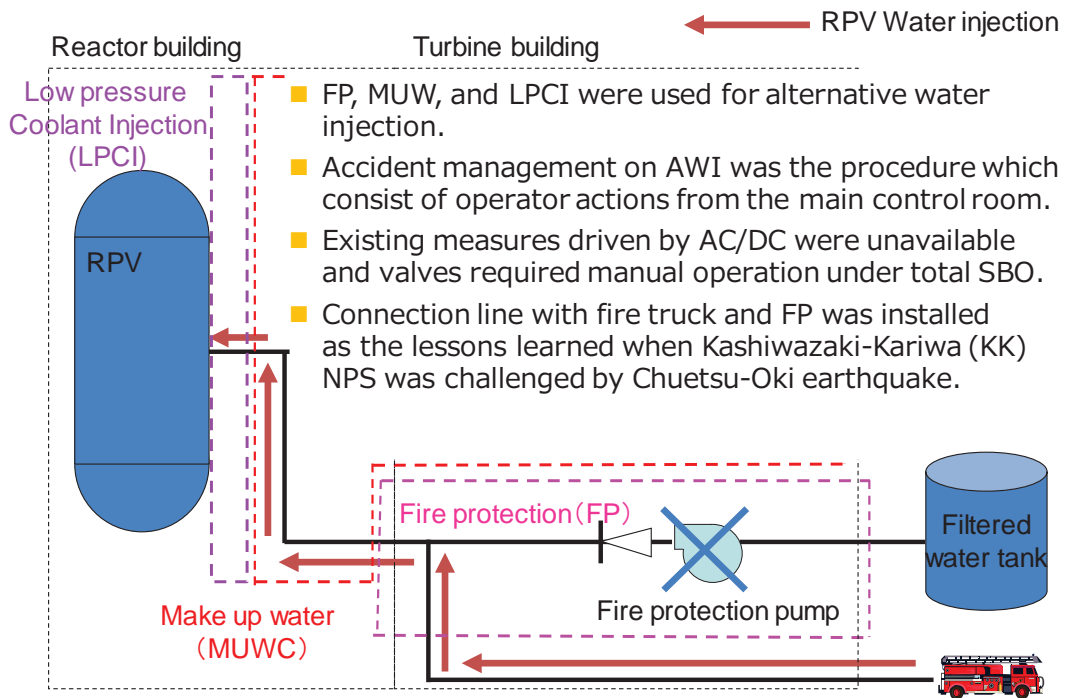 RPV Water injection
Reactor building
Turbine building
Low pressure
Coolant Injection
(LPCI)
■ FP, MUW, and LPCI were used for alternative water
injection.
■ Accident management on AWI was the procedure which
consist of operator actions from the main control room.
■ Existing measures driven by AC/DC were unavailable
and valves required manual operation under total SBO.
■ Connection line with fire truck and FP was installed
as the lessons learned when Kashiwazaki-Kariwa (KK)
NPS was challenged by Chuetsu-Oki earthquake.
RPV
Fire protection(FP)
Filtered
water tank
Fire protection pump
Make up water
(MUWC)